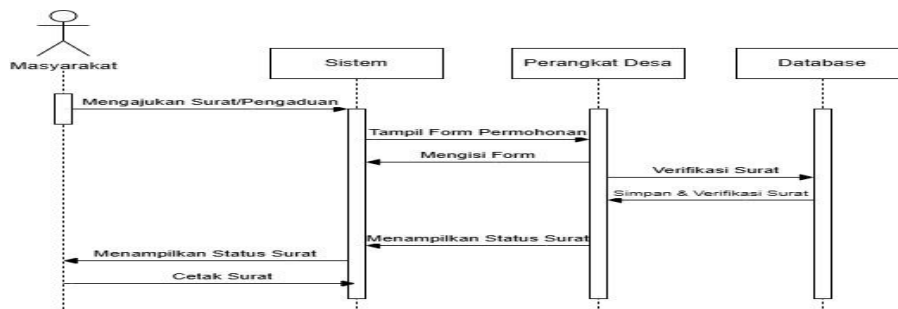 Masyarakat
Sistem
Perangkat Desa
Database
Mengajukan Surat/Pengaduan
Tampil Form Permohonan
Mengisi Form
Verifikasi Surat
Simpan & Verifikasi Surat
Menampilkan Status Surat
Menampilkan Status Surat
Cetak Surat